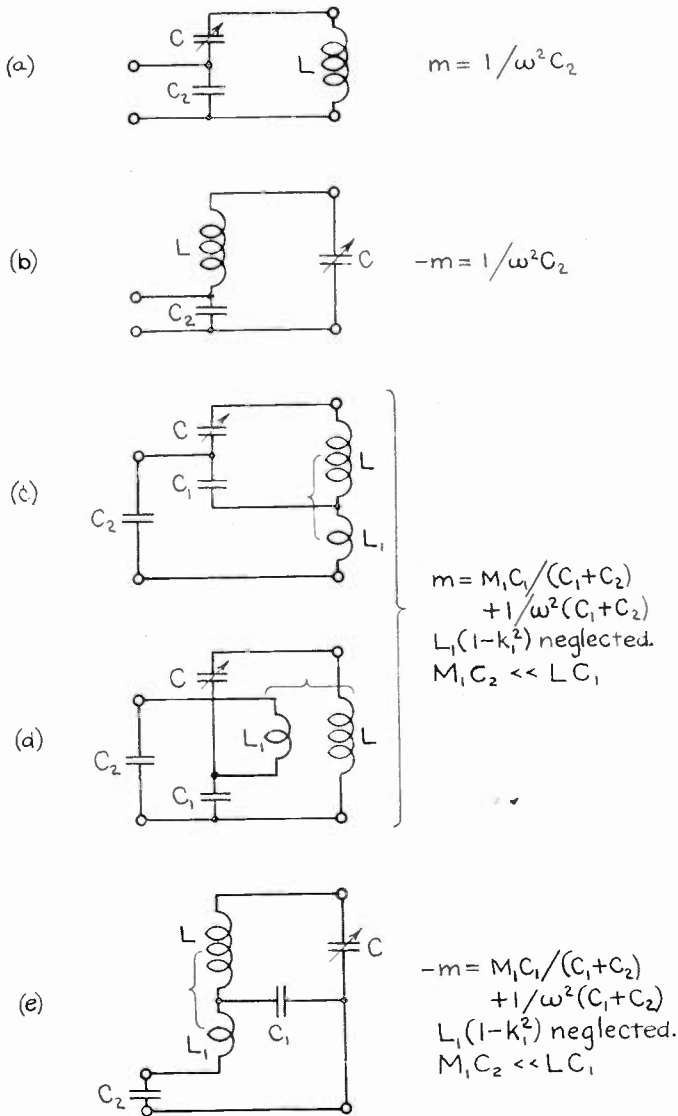 (a)
C
C₂
L
m = 1/ω²C₂
(b)
L
C₂
C
-m = 1/ω²C₂
(c)
C
C₁
C₂
L
L₁
m = M₁C₁/(C₁+C₂)
+1/ω²(C₁+C₂)
L₁(1-k₁²) neglected.
M₁C₂ << LC₁
(d)
C
L₁
L
C₂
C₁
(e)
L
C
C₁
L₁
C₂
-m = M₁C₁/(C₁+C₂)
+1/ω²(C₁+C₂)
L₁(1-k₁²) neglected.
M₁C₂ << LC₁